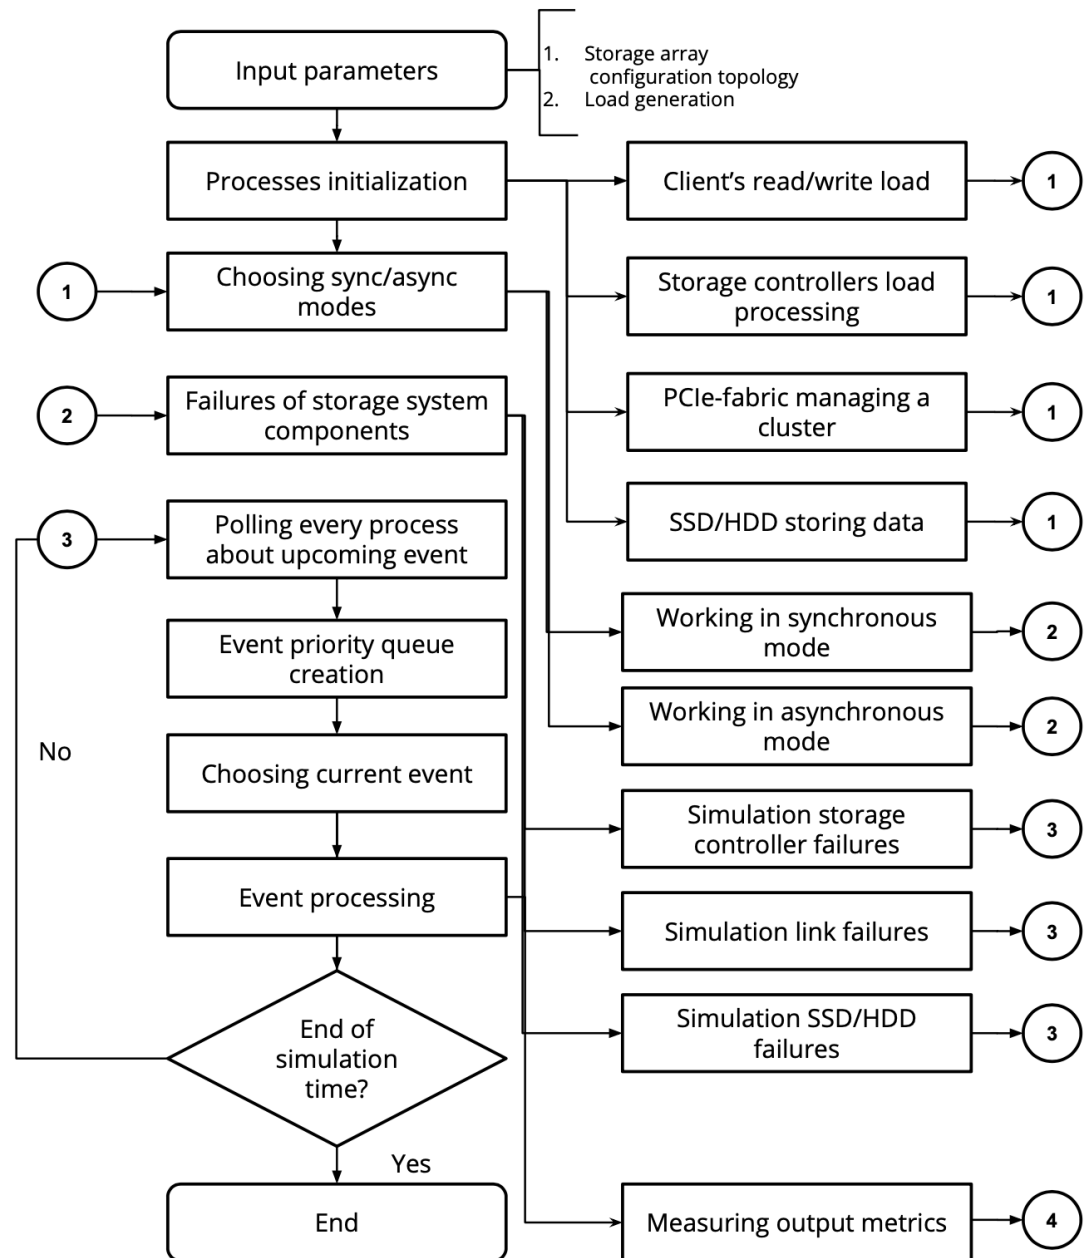 Input parameters
1. Storage array
configuration topology
2. Load generation
Processes initialization
Client’s read/write load
1
1
Choosing sync/async
modes
Storage controllers load
processing
1
2
Failures of storage system
components
PCIe-fabric managing a
cluster
1
3
Polling every process
about upcoming event
SSD/HDD storing data
1
Event priority queue
creation
Working in synchronous
mode
2
No
Choosing current event
Working in asynchronous
mode
2
Simulation storage
controller failures
3
Event processing
Simulation link failures
3
End of
simulation
time?
Simulation SSD/HDD
failures
3
Yes
End
Measuring output metrics
4